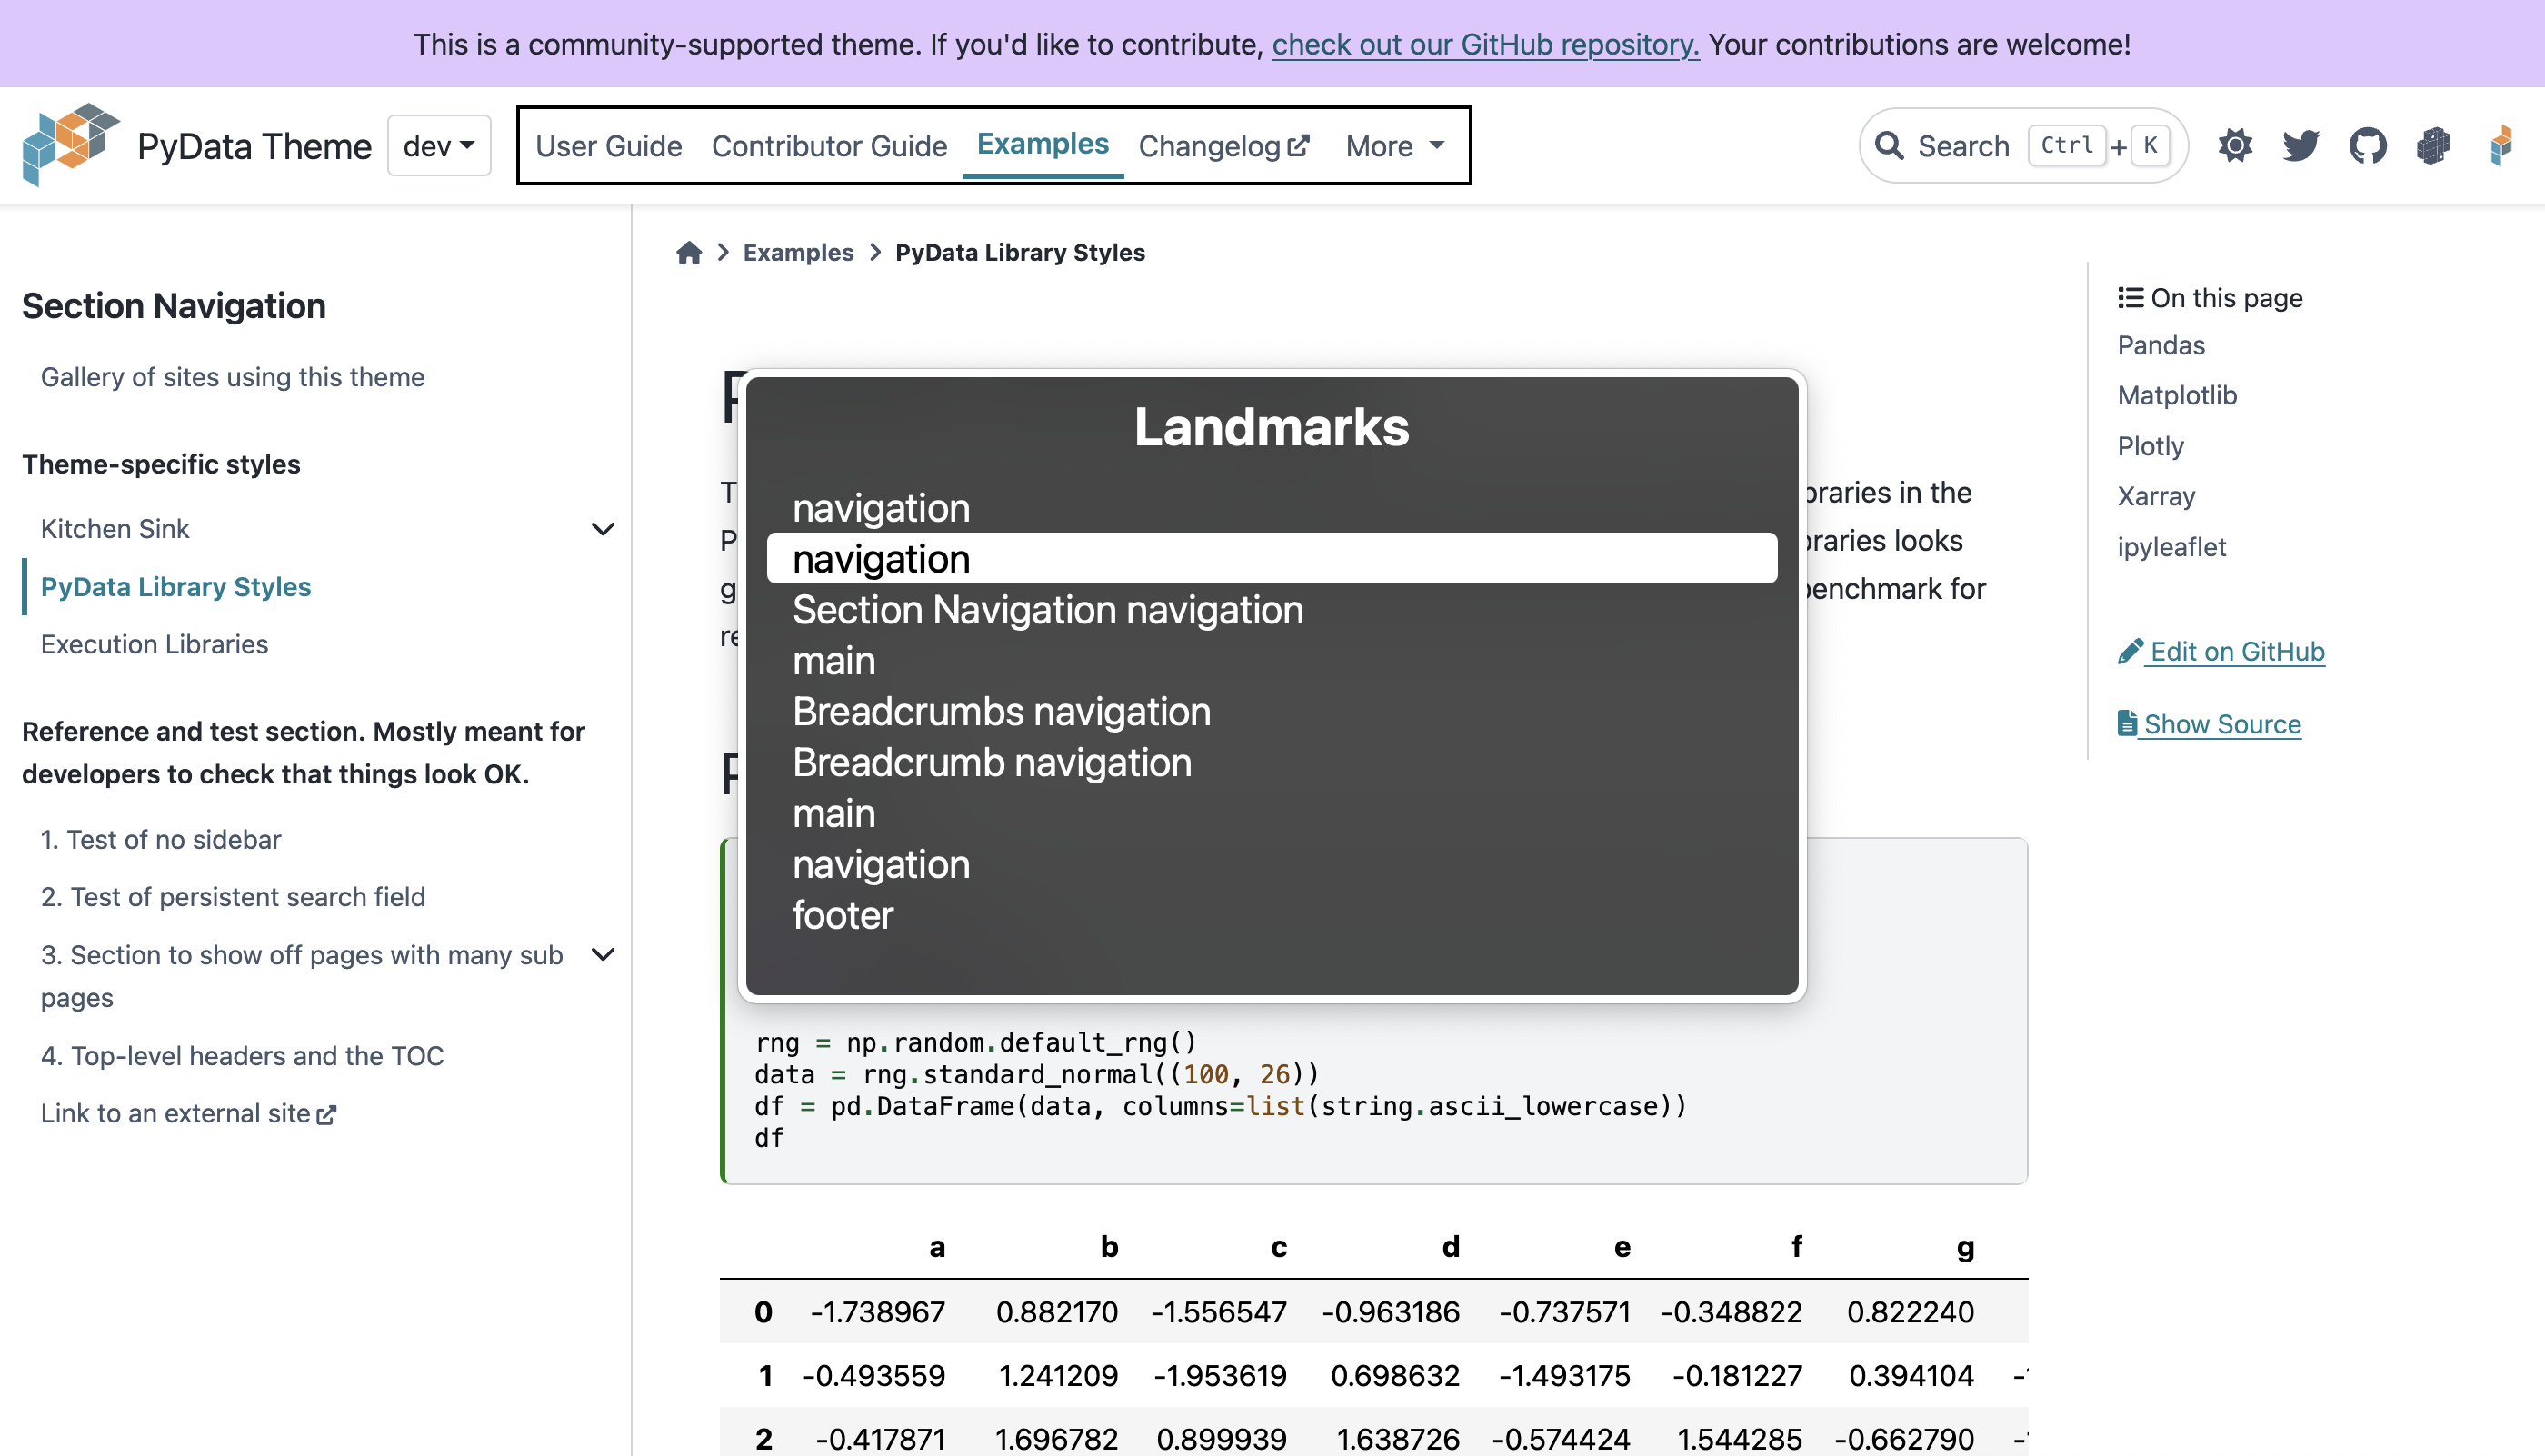 This is a community-supported theme. If you'd like to contribute, check out our GitHub repository. Your contributions are welcome!
PyData Theme dev User Guide Contributor Guide Examples Changelog More Search Ctrl + K
Examples PyData Library Styles
Section Navigation
Gallery of sites using this theme
Theme-specific styles
Kitchen Sink
PyData Library Styles
Execution Libraries
Reference and test section. Mostly meant for
developers to check that things look OK.
1. Test of no sidebar
2. Test of persistent search field
3. Section to show off pages with many sub
pages
4. Top-level headers and the TOC
Link to an external site
Landmarks
navigation
navigation
Section Navigation navigation
main
Breadcrumbs navigation
Breadcrumb navigation
main
navigation
footer
in the
looks
for
rng = np.random.default_rng()
data = rng.standard_normal((100, 26))
df = pd.DataFrame(data, columns=list(string.ascii_lowercase))
df
a b c d e f g
0 -1.738967 0.882170 -1.556547 -0.963186 -0.737571 -0.348822 0.822240
1 -0.493559 1.241209 -1.953619 0.698632 -1.493175 -0.181227 0.394104
2 -0.417871 1.696782 0.899939 1.638726 -0.574424 1.544285 -0.662790
On this page
Pandas
Matplotlib
Plotly
Xarray
ipyleaflet
Edit on GitHub
Show Source